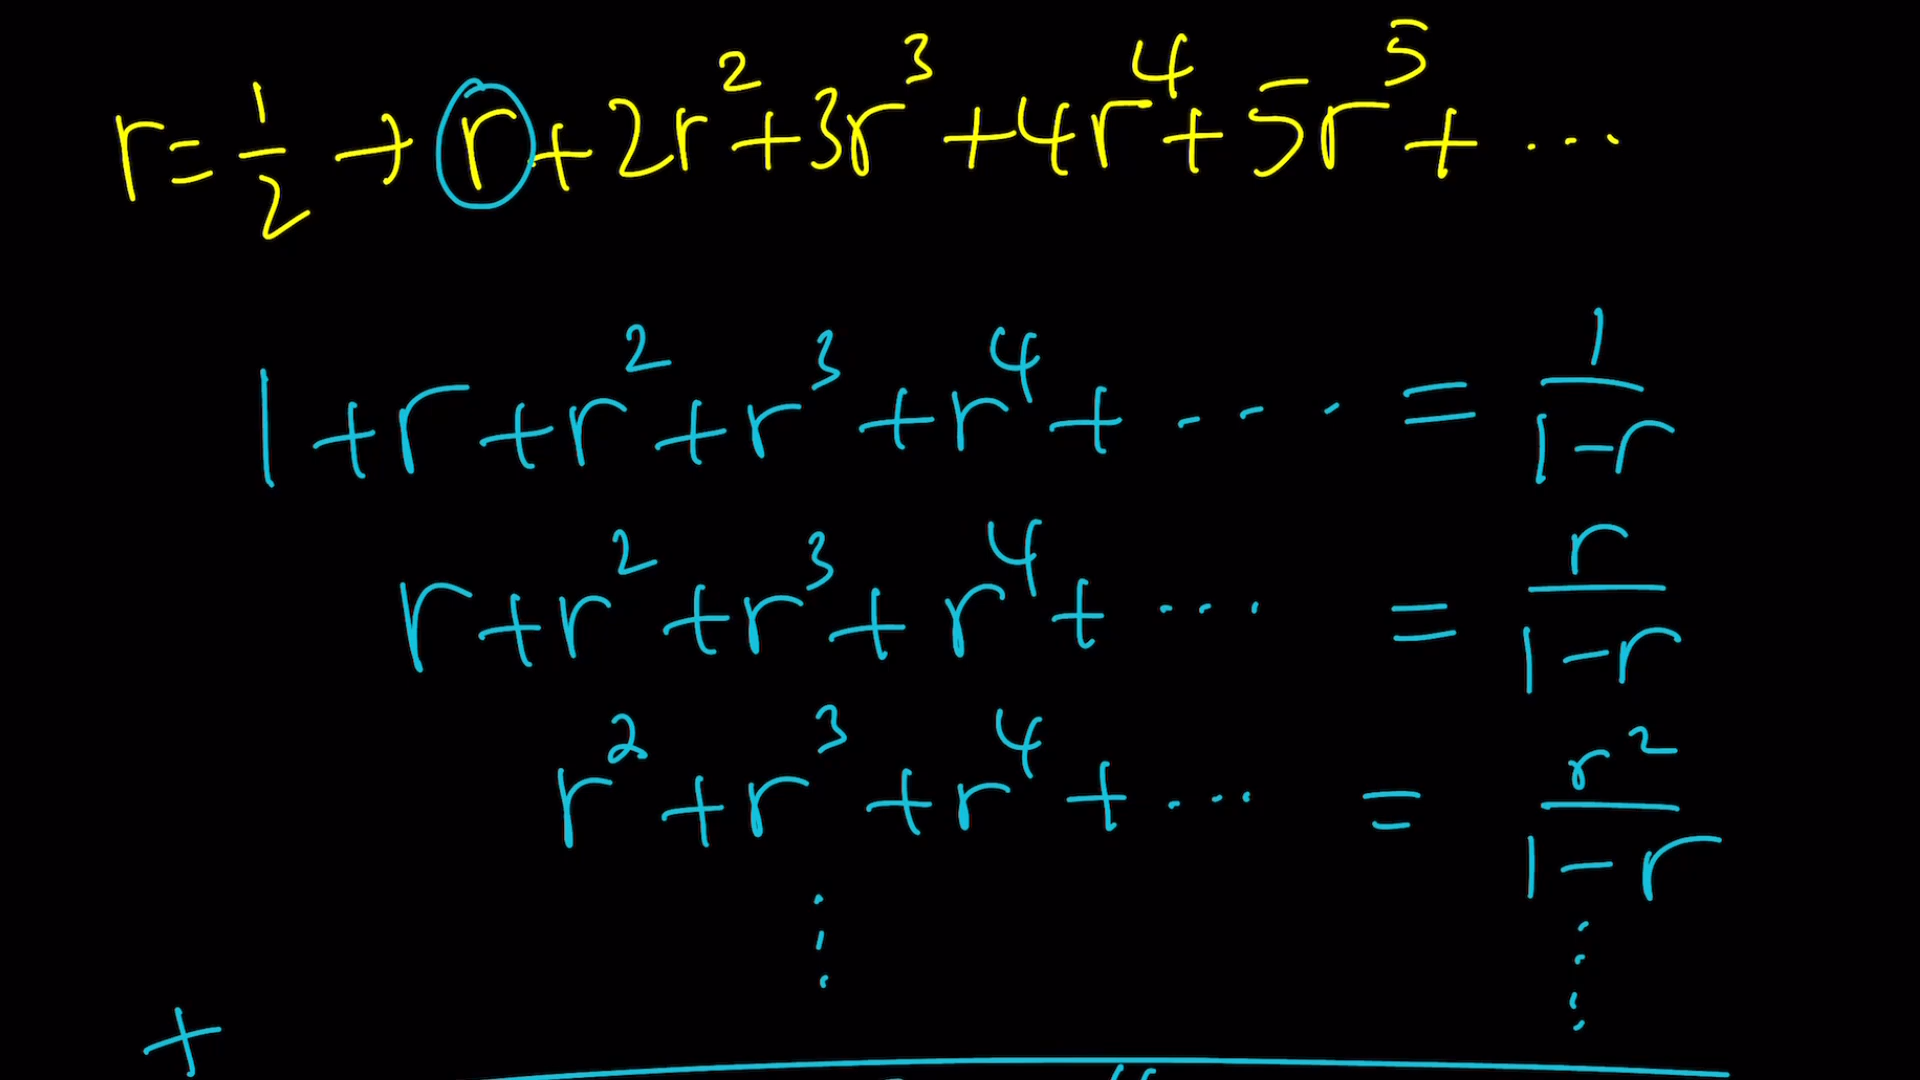 r = 1/2 → r + 2r² + 3r³ + 4r⁴ + 5r⁵ + ...
1 + r + r² + r³ + r⁴ + .... = 1/(1-r)
r + r² + r³ + r⁴ + ... = r/(1-r)
r² + r³ + r⁴ + ... = r²/(1-r)
⋮ ⋮
+